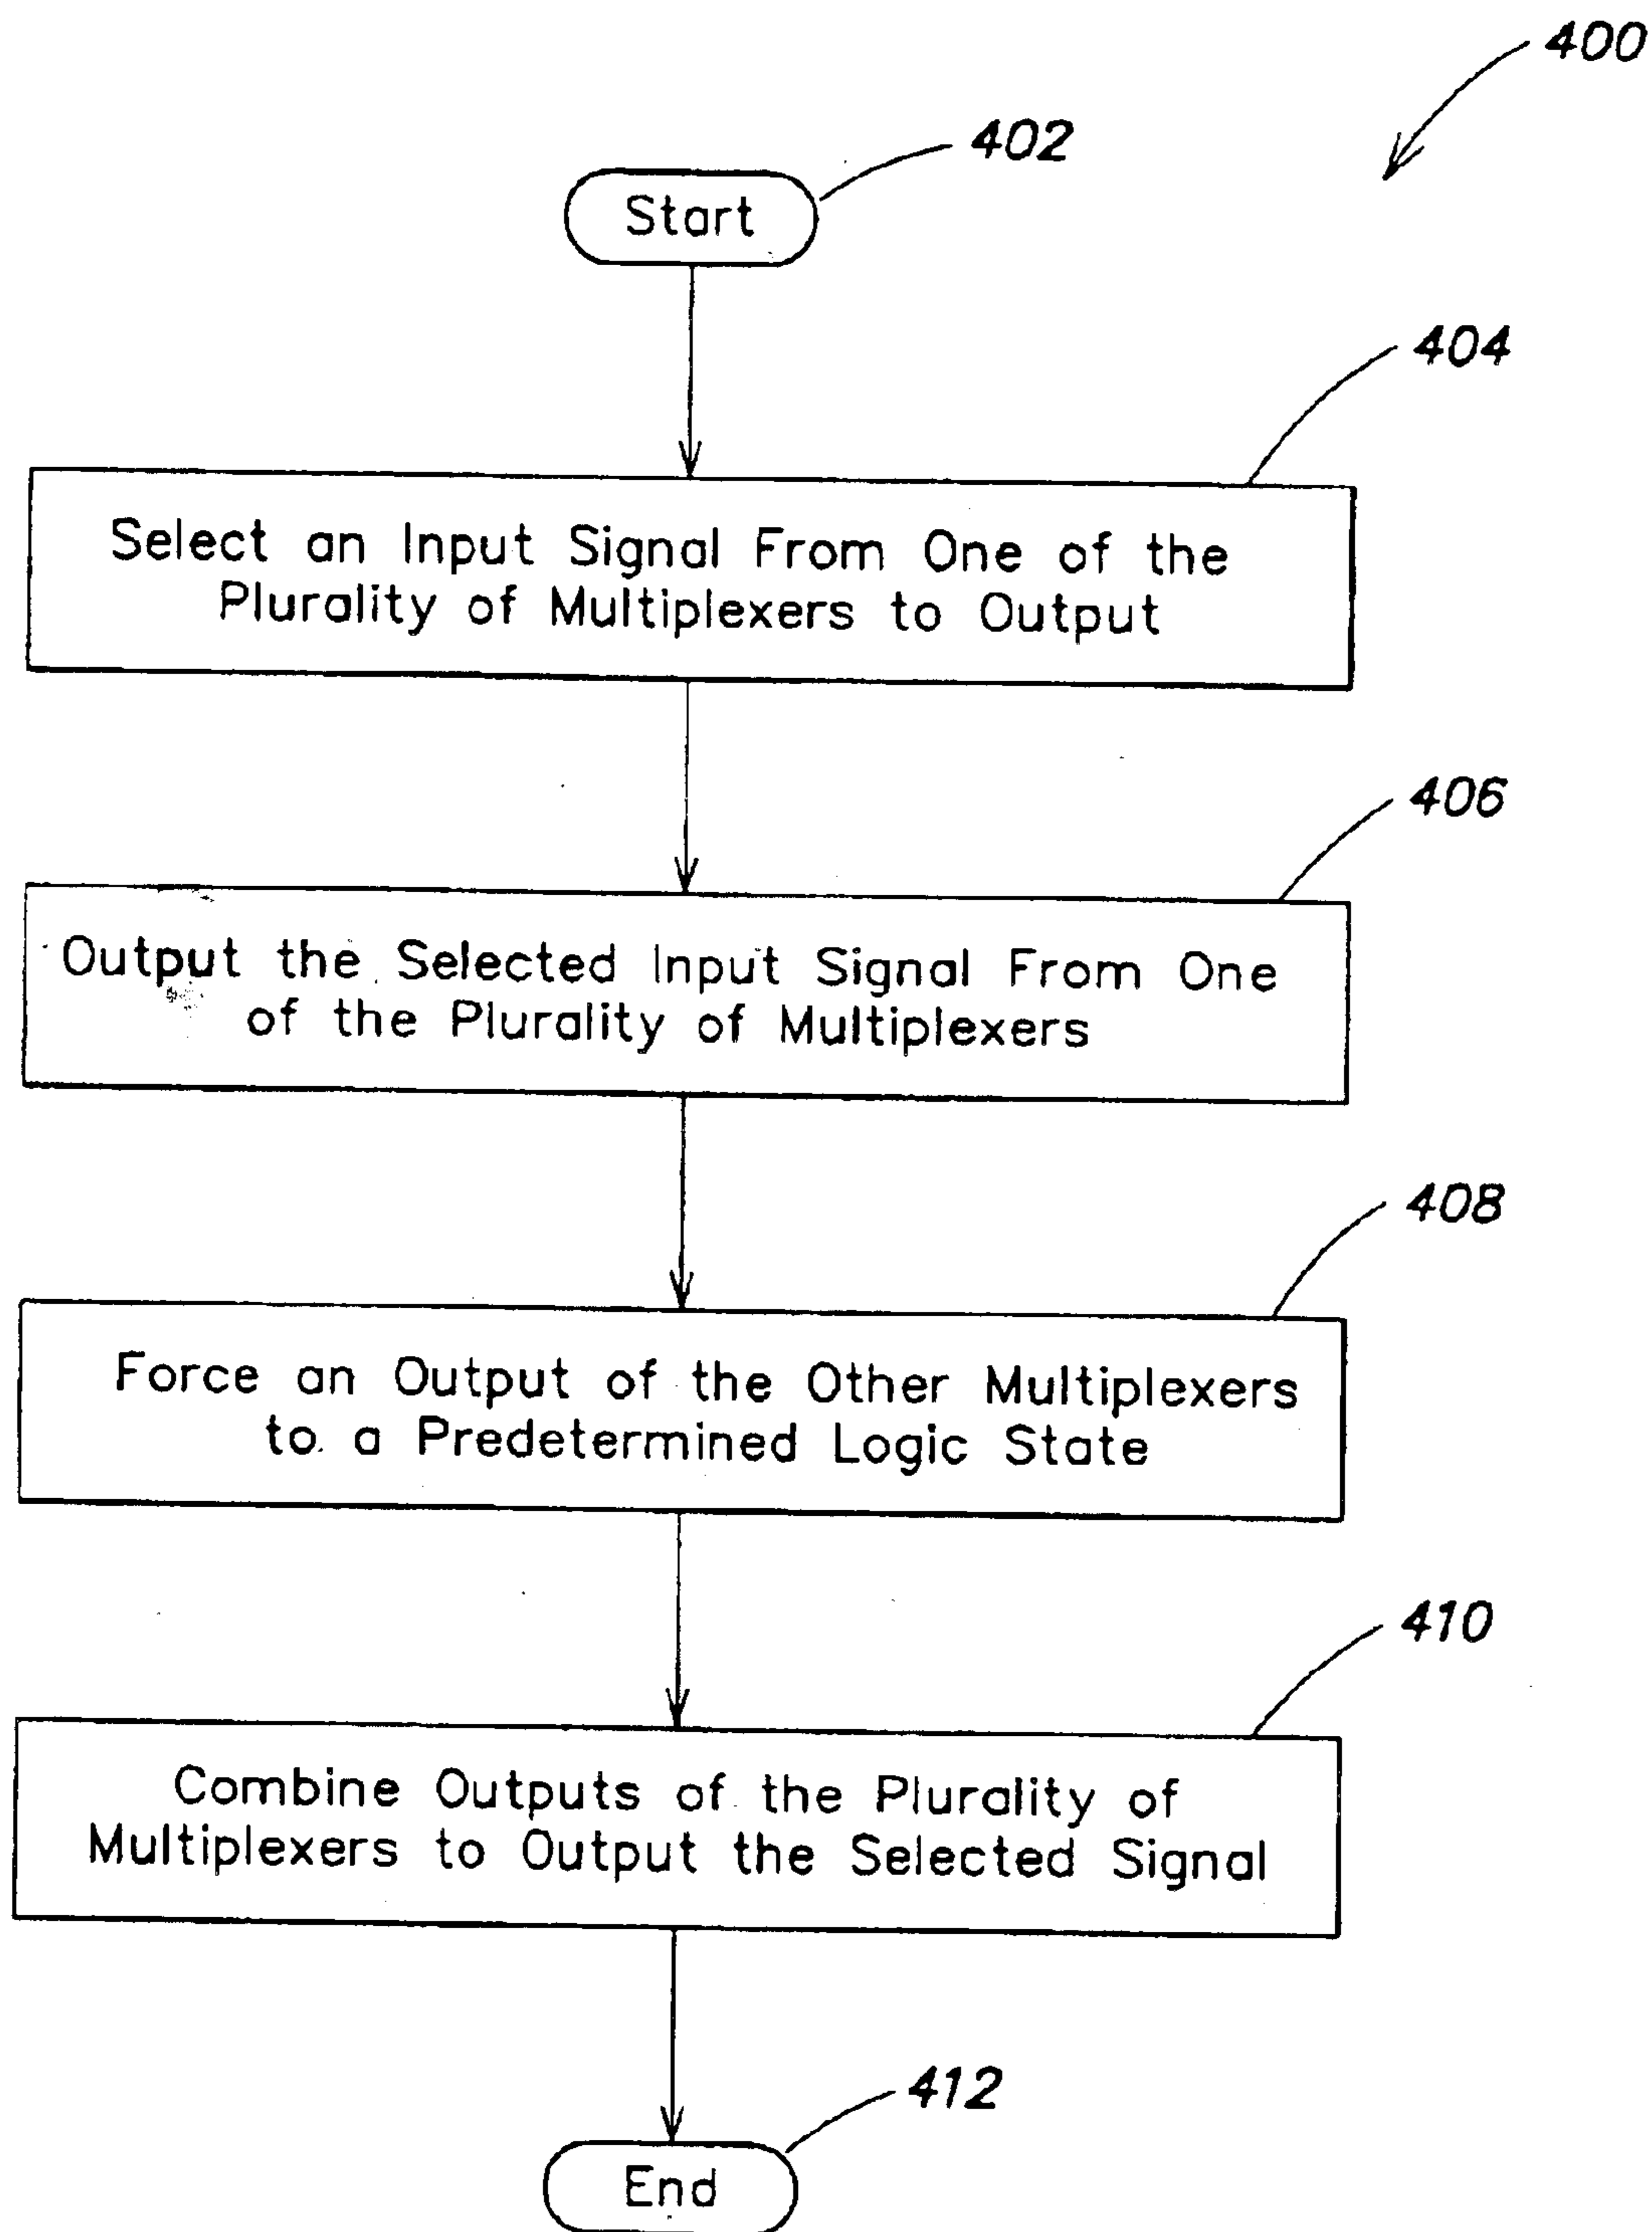 400
402
Start
404
Select an Input Signal From One of the
Plurality of Multiplexers to Output
406
Output the Selected Input Signal From One
of the Plurality of Multiplexers
408
Force an Output of the Other Multiplexers
to a Predetermined Logic State
410
Combine Outputs of the Plurality of
Multiplexers to Output the Selected Signal
412
End